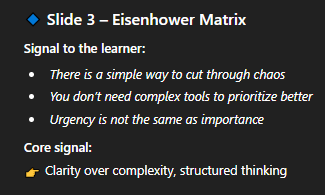 🔷 Slide 3 – Eisenhower Matrix
Signal to the learner:
• There is a simple way to cut through chaos
• You don't need complex tools to prioritize better
• Urgency is not the same as importance
Core signal:
👉 Clarity over complexity, structured thinking